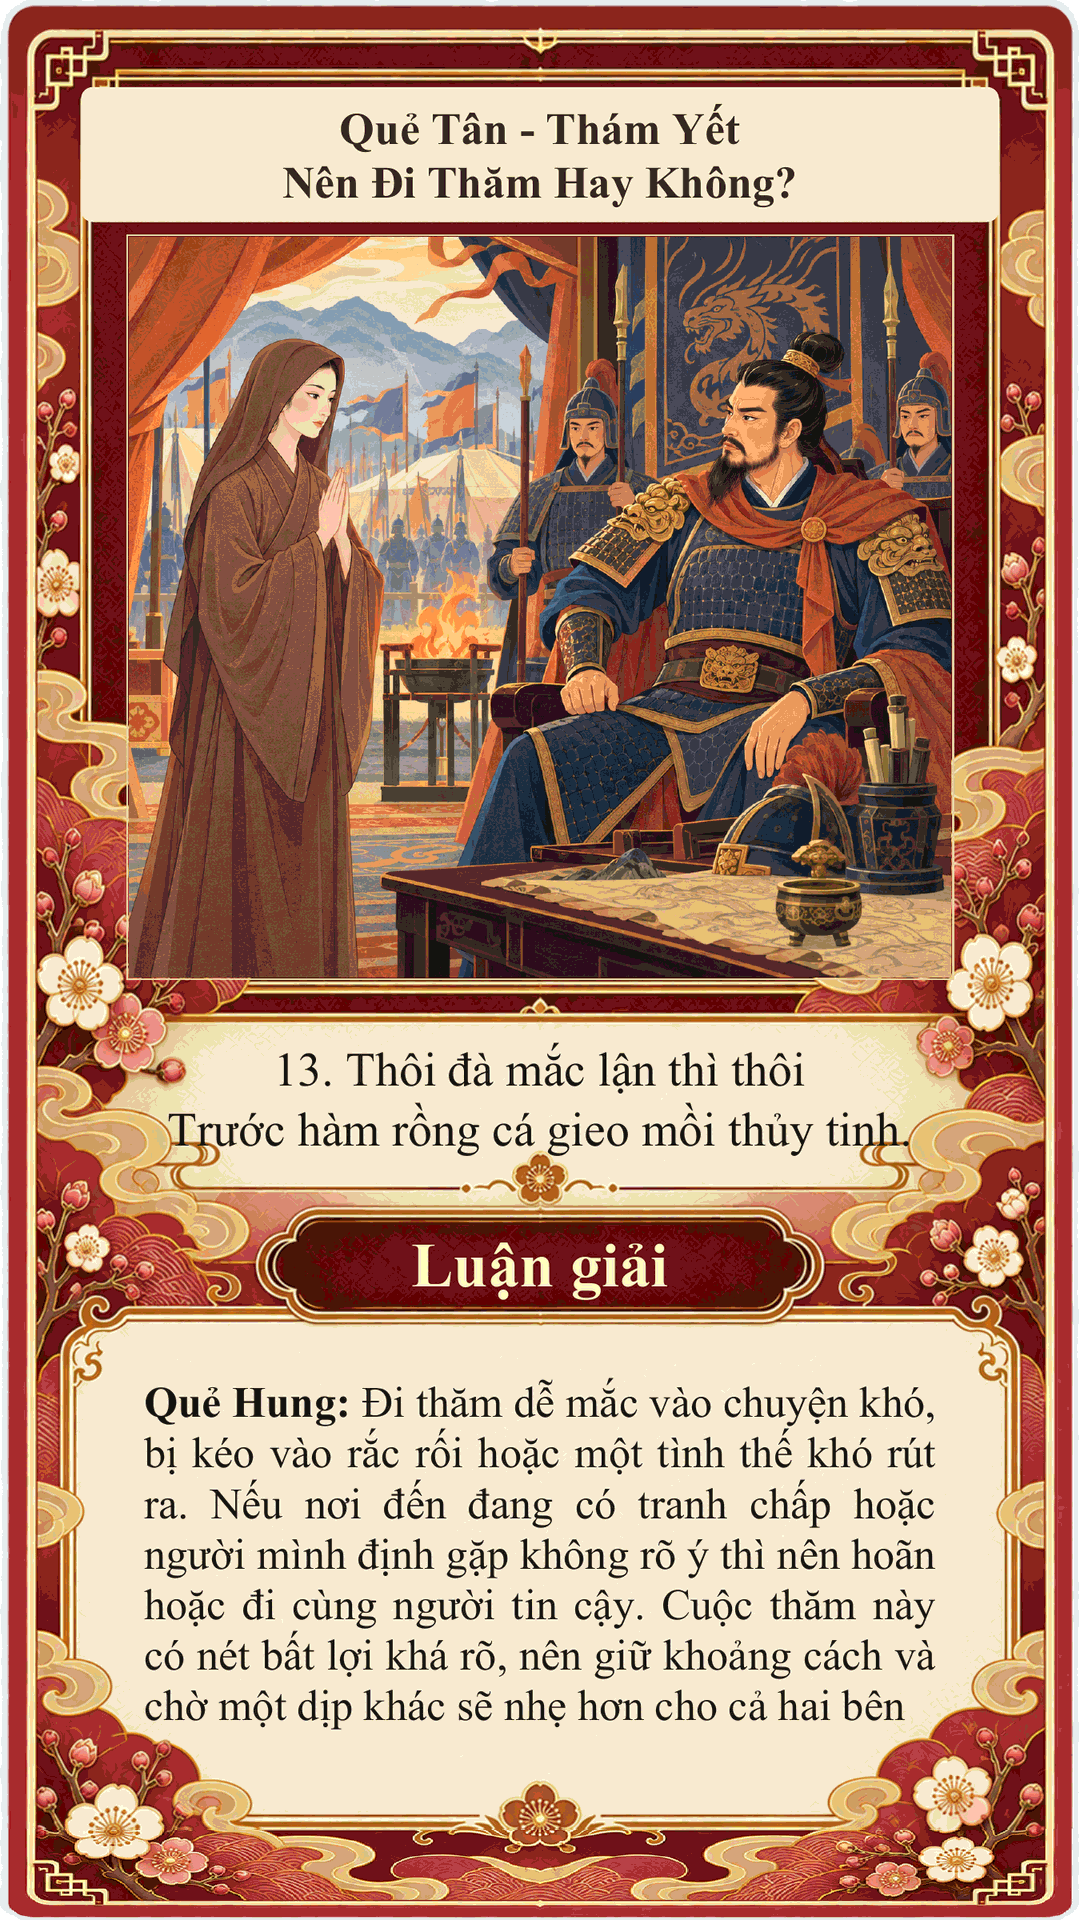 Quẻ Tân - Thám Yết
Nên Đi Thăm Hay Không?
13. Thôi đà mắc lận thì thôi
Trước hàm rồng cá gieo mồi thủy tinh.
Luận giải
Quẻ Hung: Đi thăm dễ mắc vào chuyện khó,
bị kéo vào rắc rối hoặc một tình thế khó rút
ra. Nếu nơi đến đang có tranh chấp hoặc
người mình định gặp không rõ ý thì nên hoãn
hoặc đi cùng người tin cậy. Cuộc thăm này
có nét bất lợi khá rõ, nên giữ khoảng cách và
chờ một dịp khác sẽ nhẹ hơn cho cả hai bên